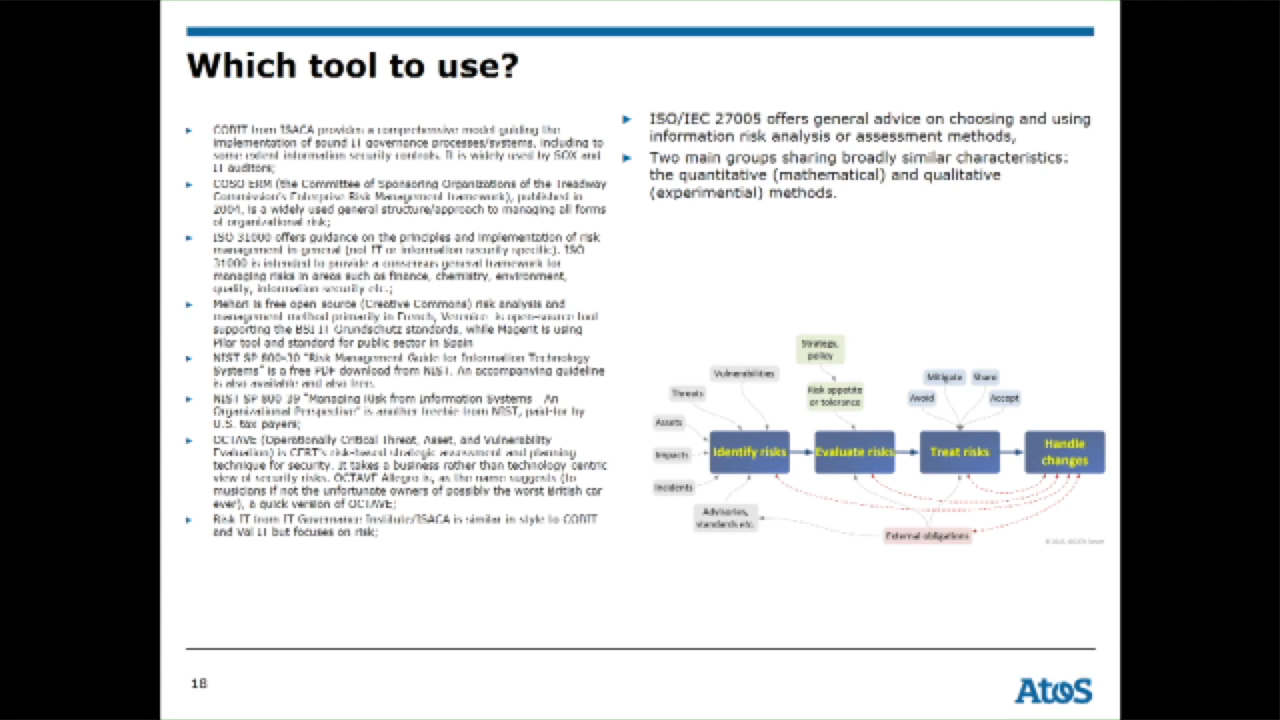 Which tool to use?
COBIT from ISACA provides a comprehensive model guiding the
implementation of sound IT governance processes/systems, including to
some extent information security controls. It is widely used by SOX and
IT auditors;
COSO ERM (the Committee of Sponsoring Organizations of the Treadway
Commission's Enterprise Risk Management framework), published in
2004, is a widely used general structure/approach to managing all forms
of organizational risk;
ISO 31000 offers guidance on the principles and implementation of risk
management in general (not IT or information security specific). ISO
31000 is intended to provide a consensus general framework for
managing risks in areas such as finance, chemistry, environment,
quality, information security etc.;
Mehari is free open source (Creative Commons) risk analysis and
management method primarily in French, Verenice is open-source tool
supporting the BSI IT Grundschutz standards, while Magerit is using
Pilar tool and standard for public sector in Spain
NIST SP 800-30 "Risk Management Guide for Information Technology
Systems" is a free PDF download from NIST. An accompanying guideline
is also available and also free.
NIST SP 800-39 "Managing Risk from Information Systems - An
Organizational Perspective" is another freebie from NIST, paid-for by
U.S. tax payers;
OCTAVE (Operationally Critical Threat, Asset, and Vulnerability
Evaluation) is CERT's risk-based strategic assessment and planning
technique for security. It takes a business rather than technology-centric
view of security risks. OCTAVE Allegro is, as the name suggests (to
musicians if not the unfortunate owners of possibly the worst British car
ever), a quick version of OCTAVE;
Risk IT from IT Governance Institute/ISACA is similar in style to COBIT
and Val IT but focuses on risk;
ISO/IEC 27005 offers general advice on choosing and using
information risk analysis or assessment methods,
Two main groups sharing broadly similar characteristics:
the quantitative (mathematical) and qualitative
(experimential) methods.
Strategy,
policy
Vulnerabilities
Threats
Risk appetite
or tolerance
Mitigate
Share
Avoid
Accept
Assets
Impacts
Incidents
Identify risks
Evaluate risks
Treat risks
Handle
changes
Advisories,
standards etc.
External obligations
18
Atos